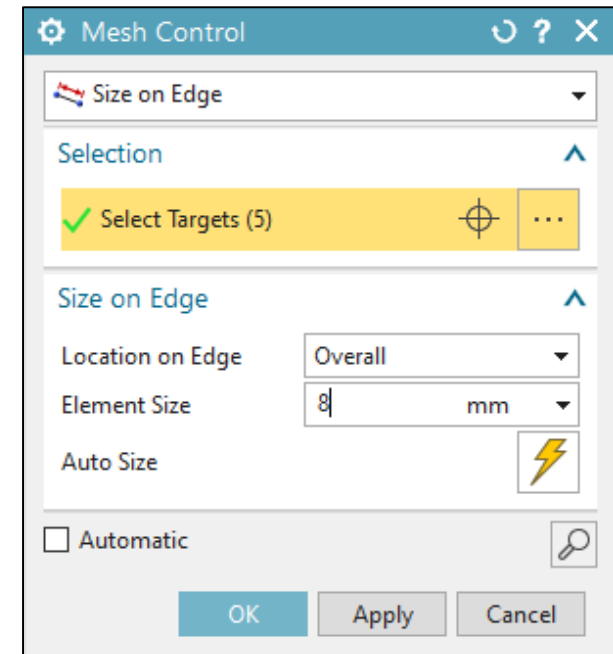 Mesh Control ?
Size on Edge
Selection
Select Targets (5) ...
Size on Edge
Location on Edge Overall
Element Size 8 mm
Auto Size
Automatic
OK Apply Cancel